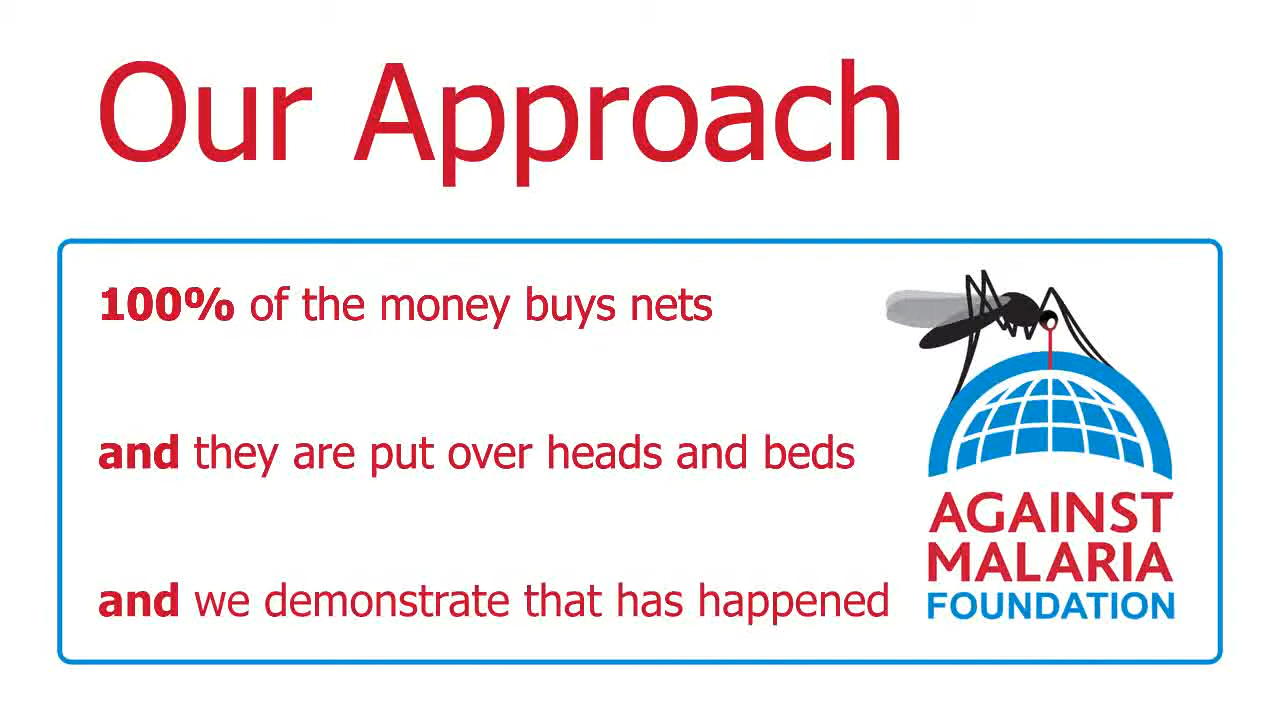 Our Approach
100% of the money buys nets
and they are put over heads and beds
and we demonstrate that has happened
AGAINST
MALARIA
FOUNDATION